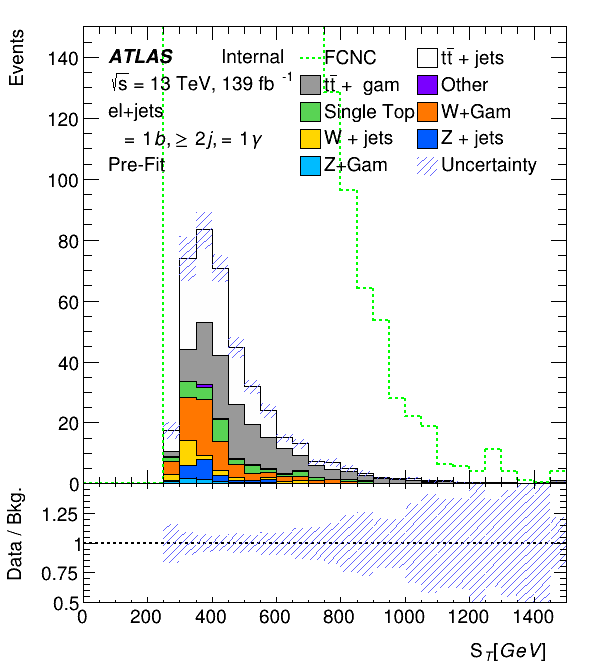 Events
140
120
100
80
60
40
20
0
ATLAS Internal
√s = 13 TeV, 139 fb -1
el+jets
= 1b, ≥ 2j, = 1γ
Pre-Fit
FCNC
tt̄ + jets
tt̄ + gam
Other
Single Top
W+Gam
W + jets
Z + jets
Z+Gam
Uncertainty
Data / Bkg.
1.25
1
0.75
0.5
0 200 400 600 800 1000 1200 1400
S_T[GeV]